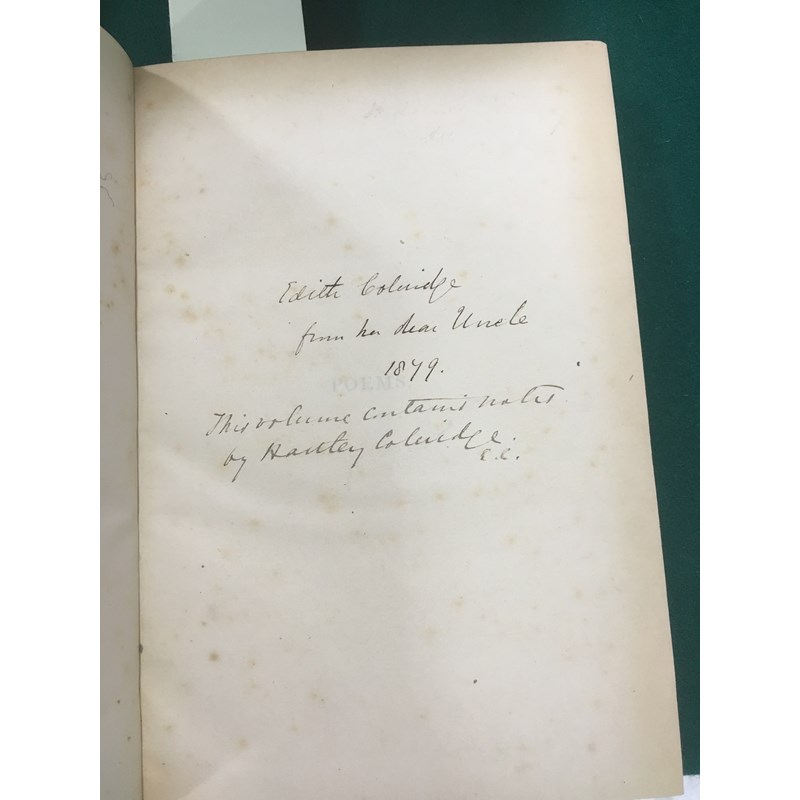 Edith Coleridge
from her dear Uncle
1879.
POEMS
This volume contains notes
by Hartley Coleridge.
E.C.